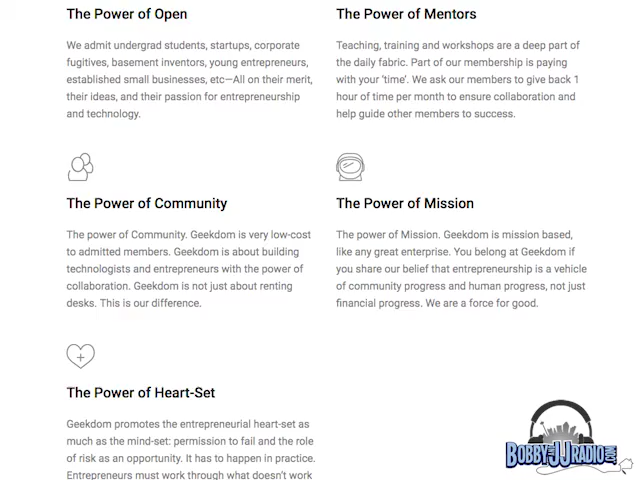 The Power of Open
We admit undergrad students, startups, corporate
fugitives, basement inventors, young entrepreneurs,
established small businesses, etc—All on their merit,
their ideas, and their passion for entrepreneurship
and technology.
The Power of Mentors
Teaching, training and workshops are a deep part of
the daily fabric. Part of our membership is paying
with your ‘time’. We ask our members to give back 1
hour of time per month to ensure collaboration and
help guide other members to success.
The Power of Community
The power of Community. Geekdom is very low-cost
to admitted members. Geekdom is about building
technologists and entrepreneurs with the power of
collaboration. Geekdom is not just about renting
desks. This is our difference.
The Power of Mission
The power of Mission. Geekdom is mission based,
like any great enterprise. You belong at Geekdom if
you share our belief that entrepreneurship is a vehicle
of community progress and human progress, not just
financial progress. We are a force for good.
The Power of Heart-Set
Geekdom promotes the entrepreneurial heart-set as
much as the mind-set: permission to fail and the role
of risk as an opportunity. It has to happen in practice.
Entrepreneurs must work through what doesn’t work
BOBBY JJ RADIO.COM